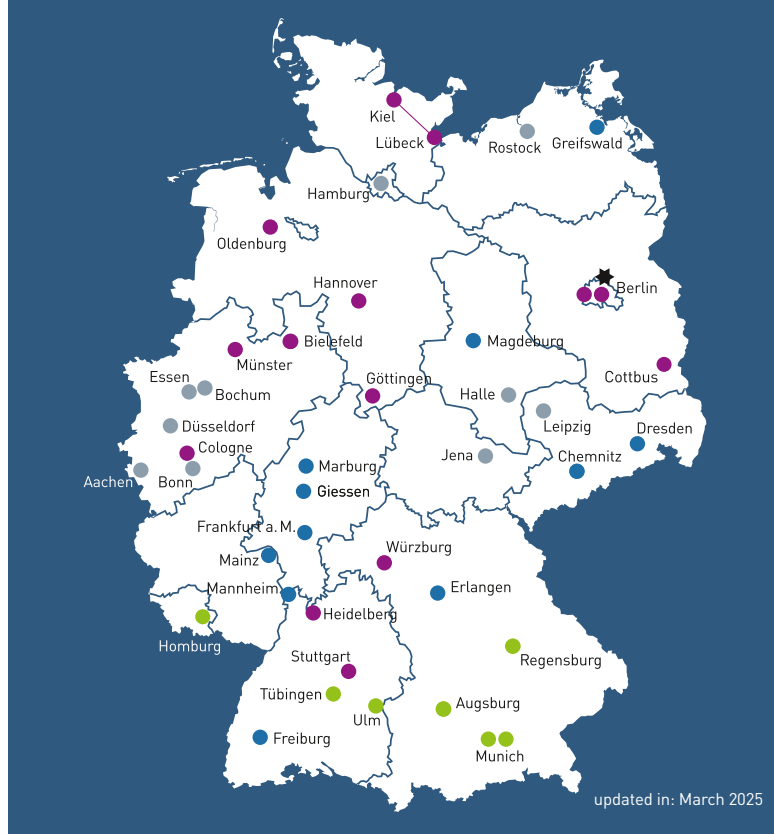 Kiel
Lübeck
Rostock
Greifswald
Hamburg
Oldenburg
Hannover
Berlin
Bielefeld
Magdeburg
Münster
Essen
Göttingen
Cottbus
Bochum
Halle
Düsseldorf
Leipzig
Dresden
Cologne
Jena
Chemnitz
Marburg
Aachen
Bonn
Giessen
Frankfurt a. M.
Würzburg
Mainz
Mannheim
Erlangen
Heidelberg
Homburg
Stuttgart
Regensburg
Tübingen
Augsburg
Ulm
Freiburg
Munich
updated in: March 2025